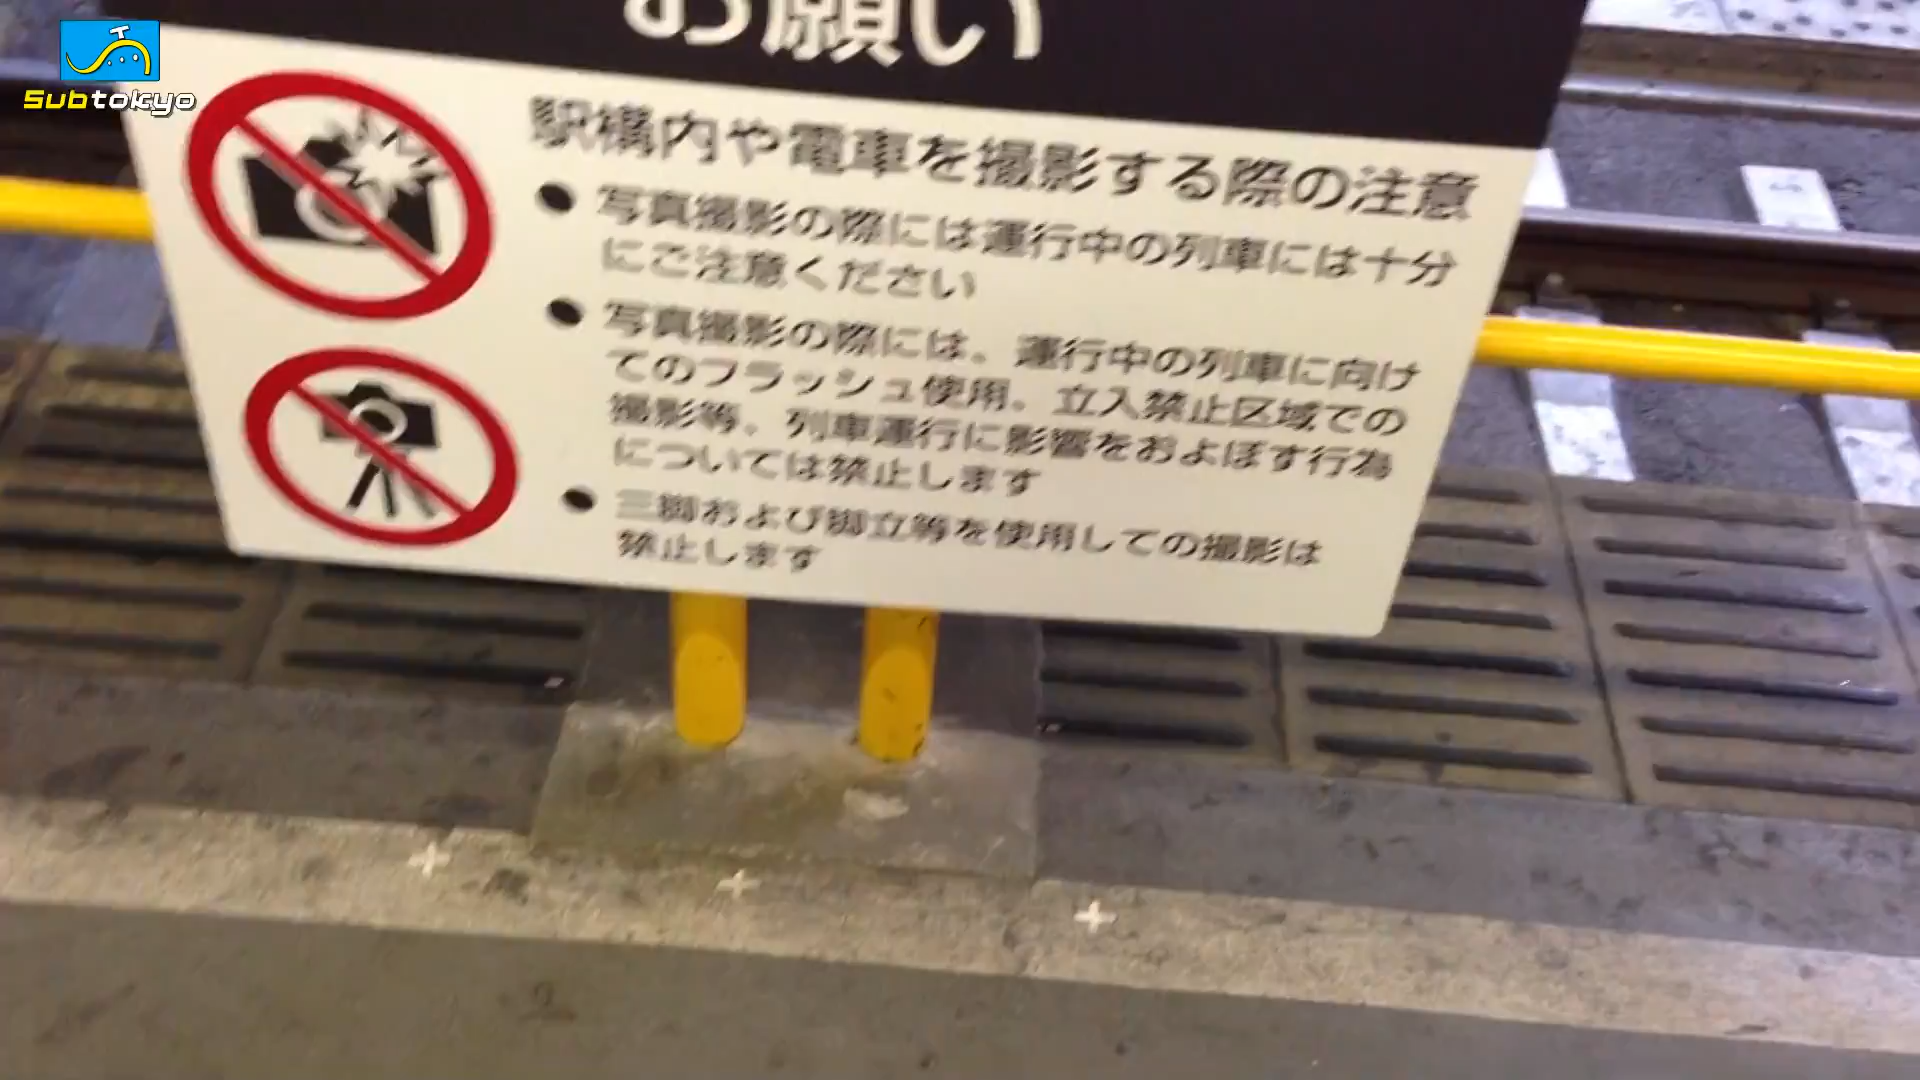 Subtokyo
お願い
駅構内や電車を撮影する際の注意
● 写真撮影の際には運行中の列車には十分
にご注意ください
● 写真撮影の際には、運行中の列車に向け
てのフラッシュ使用、立入禁止区域での
撮影等、列車運行に影響をおよぼす行為
については禁止します
● 三脚および脚立等を使用しての撮影は
禁止します